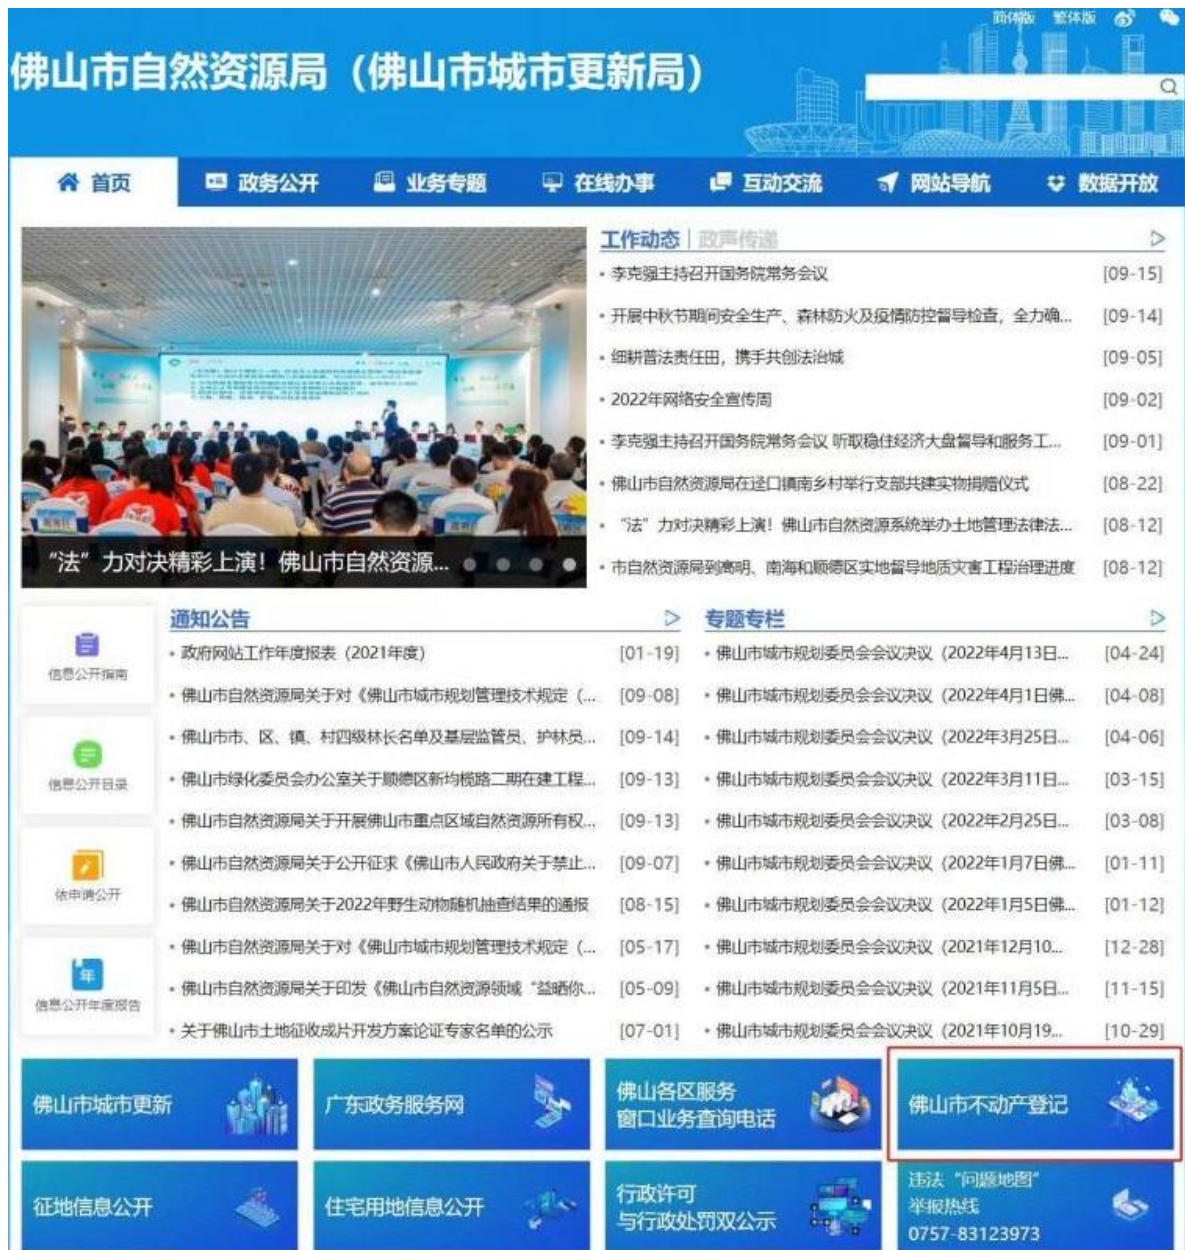 简体版 繁体版
佛山市自然资源局（佛山市城市更新局）
首页 政务公开 业务专题 在线办事 互动交流 网站导航 数据开放
工作动态 政声传递
李克强主持召开国务院常务会议 [09-15]
开展中秋节期间安全生产、森林防火及疫情防控督导检查，全力确... [09-14]
细耕普法责任田，携手共创法治城 [09-05]
2022年网络安全宣传周 [09-02]
李克强主持召开国务院常务会议 听取稳住经济大盘督导和服务工... [09-01]
佛山市自然资源局在迳口镇南乡村举行支部共建实物捐赠仪式 [08-22]
“法”力对决精彩上演！佛山市自然资源系统举办土地管理法律法... [08-12]
市自然资源局到高明、南海和顺德区实地督导地质灾害工程治理进度 [08-12]
“法”力对决精彩上演！佛山市自然资源...
信息公开指南
信息公开目录
依申请公开
年
信息公开年度报告
通知公告
政府网站工作年度报表（2021年度） [01-19]
佛山市自然资源局关于对《佛山市城市规划管理技术规定（... [09-08]
佛山市市、区、镇、村四级林长名单及基层监管员、护林员... [09-14]
佛山市绿化委员会办公室关于顺德区新均榄路二期在建工程... [09-13]
佛山市自然资源局关于开展佛山市重点区域自然资源所有权... [09-13]
佛山市自然资源局关于公开征求《佛山市人民政府关于禁止... [09-07]
佛山市自然资源局关于2022年野生动物随机抽查结果的通报 [08-15]
佛山市自然资源局关于对《佛山市城市规划管理技术规定（... [05-17]
佛山市自然资源局关于印发《佛山市自然资源领域“益晒你... [05-09]
关于佛山市土地征收成片开发方案论证专家名单的公示 [07-01]
专题专栏
佛山市城市规划委员会会议决议（2022年4月13日... [04-24]
佛山市城市规划委员会会议决议（2022年4月1日佛... [04-08]
佛山市城市规划委员会会议决议（2022年3月25日... [04-06]
佛山市城市规划委员会会议决议（2022年3月11日... [03-15]
佛山市城市规划委员会会议决议（2022年2月25日... [03-08]
佛山市城市规划委员会会议决议（2022年1月7日佛... [01-11]
佛山市城市规划委员会会议决议（2022年1月5日佛... [01-12]
佛山市城市规划委员会会议决议（2021年12月10... [12-28]
佛山市城市规划委员会会议决议（2021年11月5日... [11-15]
佛山市城市规划委员会会议决议（2021年10月19... [10-29]
佛山市城市更新
广东政务服务网
佛山各区服务
窗口业务查询电话
佛山市不动产登记
征地信息公开
住宅用地信息公开
行政许可
与行政处罚双公示
违法“问题地图”
举报热线
0757-83123973